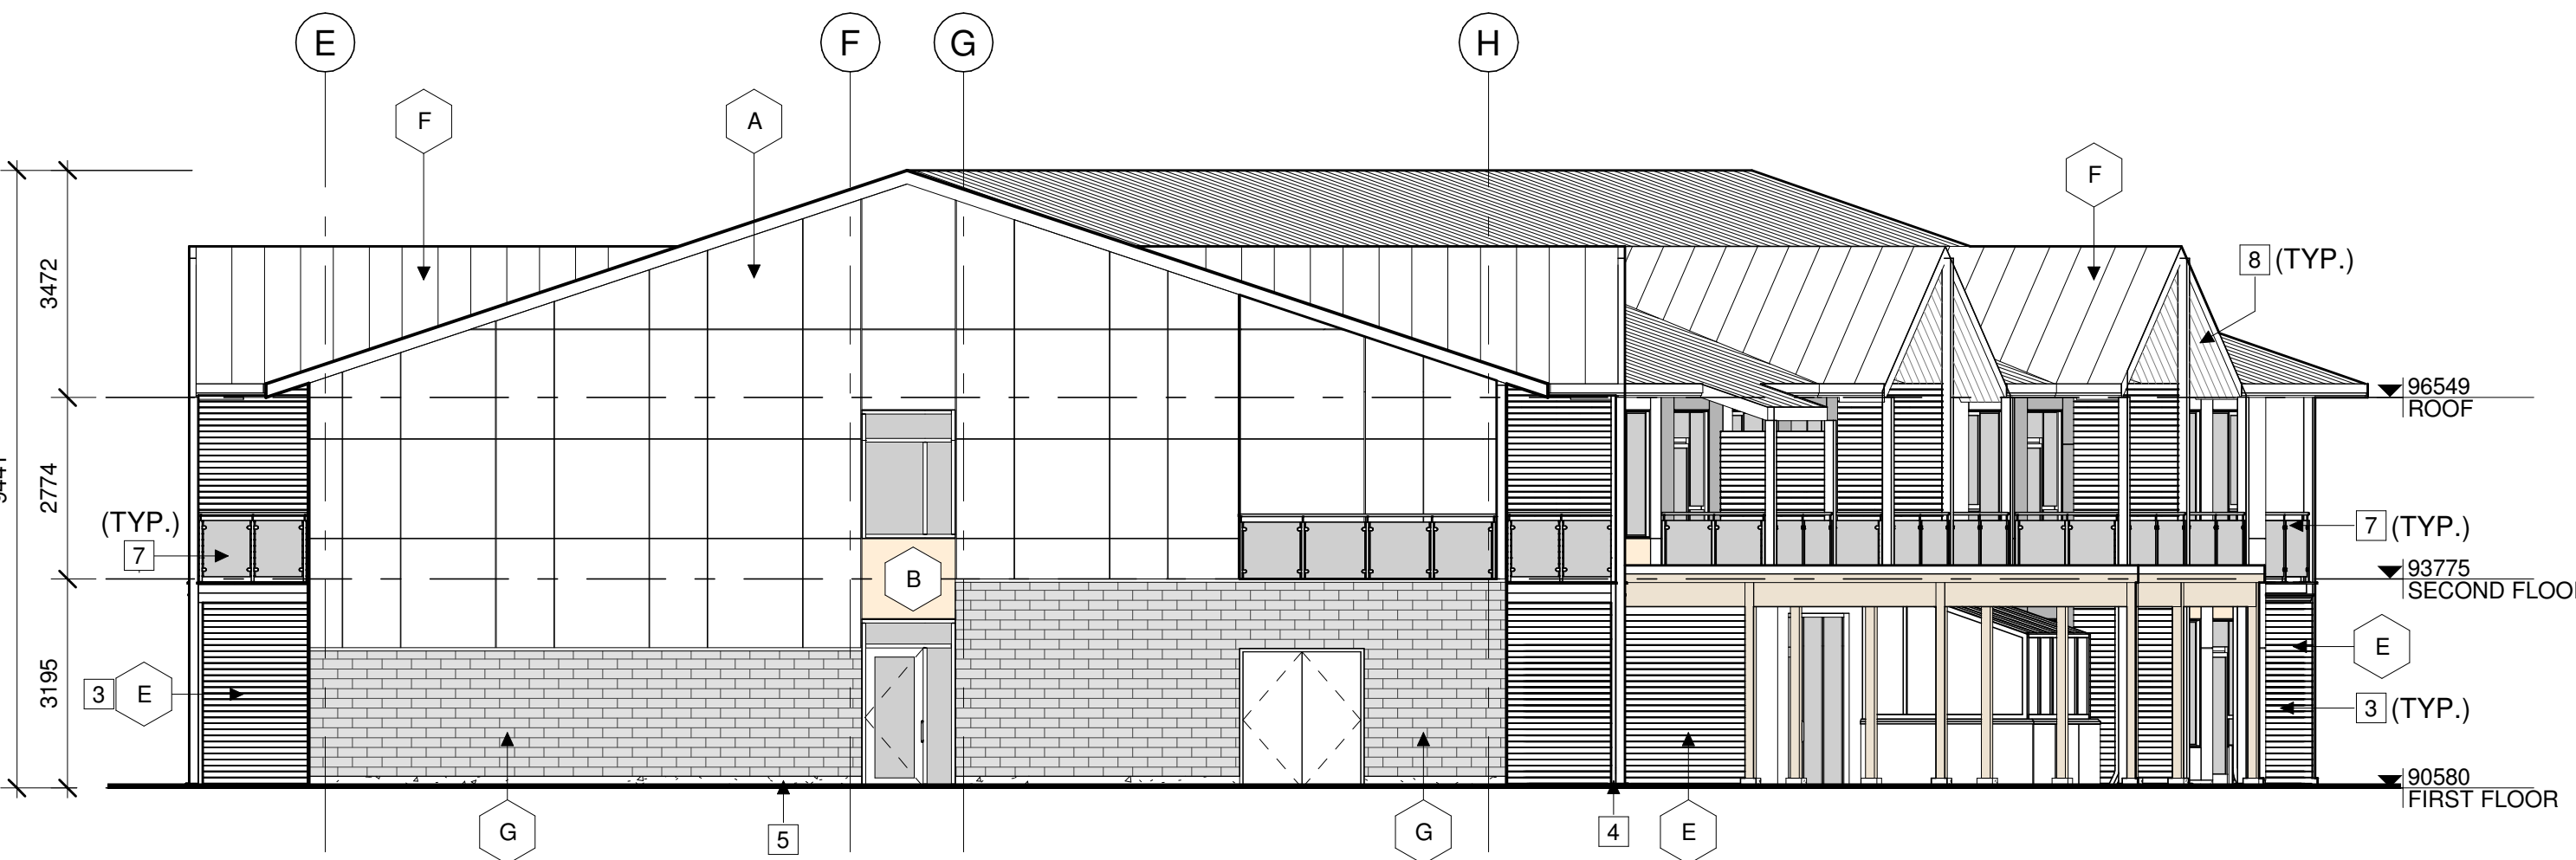 E F G H
F A F
8 (TYP.)
3472
96549
ROOF
2774
(TYP.)
7
7 (TYP.)
B
93775
SECOND
3195
E
3 E
3 (TYP.)
90580
FIRST FLOOR
G 5 G 4 E